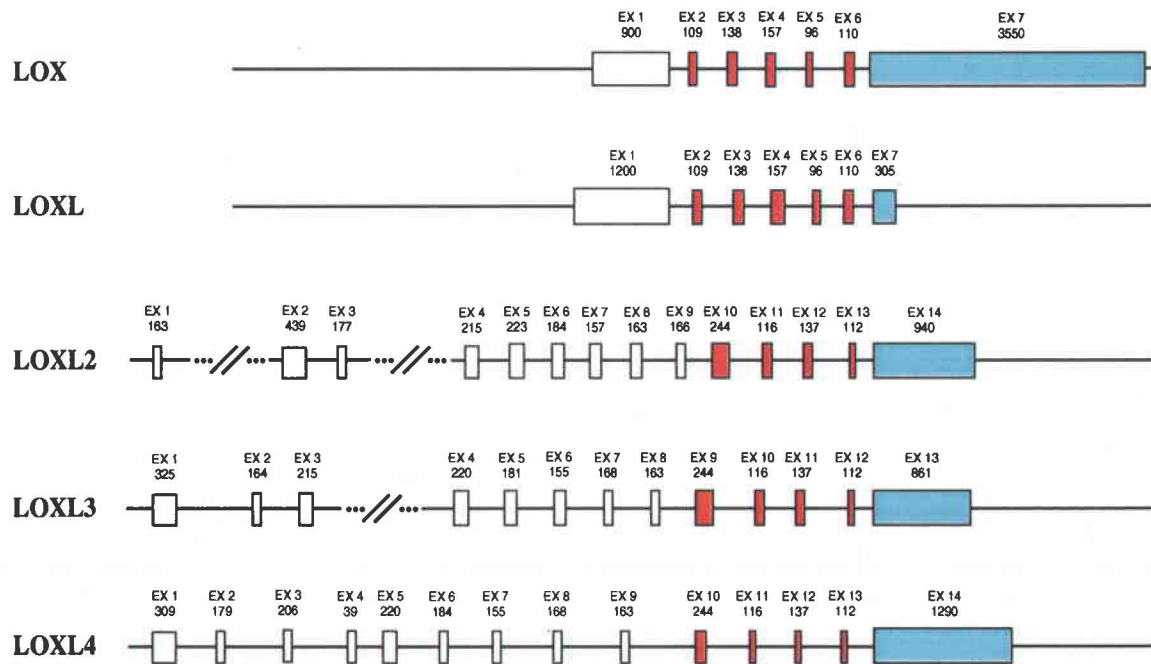 EX 1 EX 2 EX 3 EX 4 EX 5 EX 6 EX 7
900 109 138 157 96 110 3550
LOX
EX 1 EX 2 EX 3 EX 4 EX 5 EX 6 EX 7
1200 109 138 157 96 110 305
LOXL
EX 1 EX 2 EX 3 EX 4 EX 5 EX 6 EX 7 EX 8 EX 9 EX 10 EX 11 EX 12 EX 13 EX 14
163 439 177 215 223 184 157 163 166 244 116 137 112 940
LOXL2
EX 1 EX 2 EX 3 EX 4 EX 5 EX 6 EX 7 EX 8 EX 9 EX 10 EX 11 EX 12 EX 13
325 164 215 220 181 155 168 163 244 116 137 112 861
LOXL3
EX 1 EX 2 EX 3 EX 4 EX 5 EX 6 EX 7 EX 8 EX 9 EX 10 EX 11 EX 12 EX 13 EX 14
309 179 206 39 220 184 155 168 163 244 116 137 112 1290
LOXL4